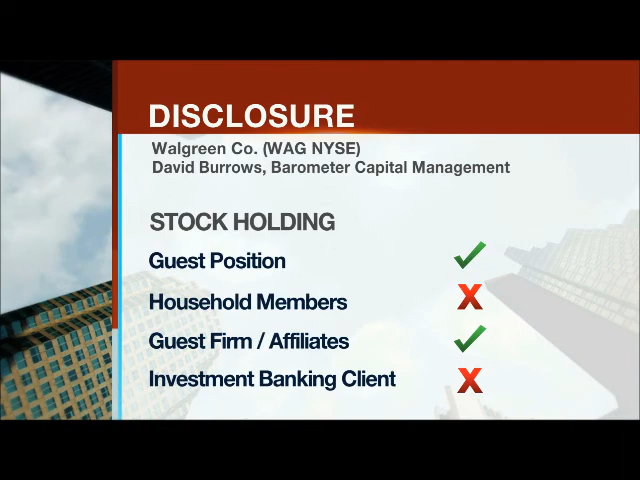 DISCLOSURE
Walgreen Co. (WAG NYSE)
David Burrows, Barometer Capital Management
STOCK HOLDING
Guest Position
Household Members
Guest Firm / Affiliates
Investment Banking Client